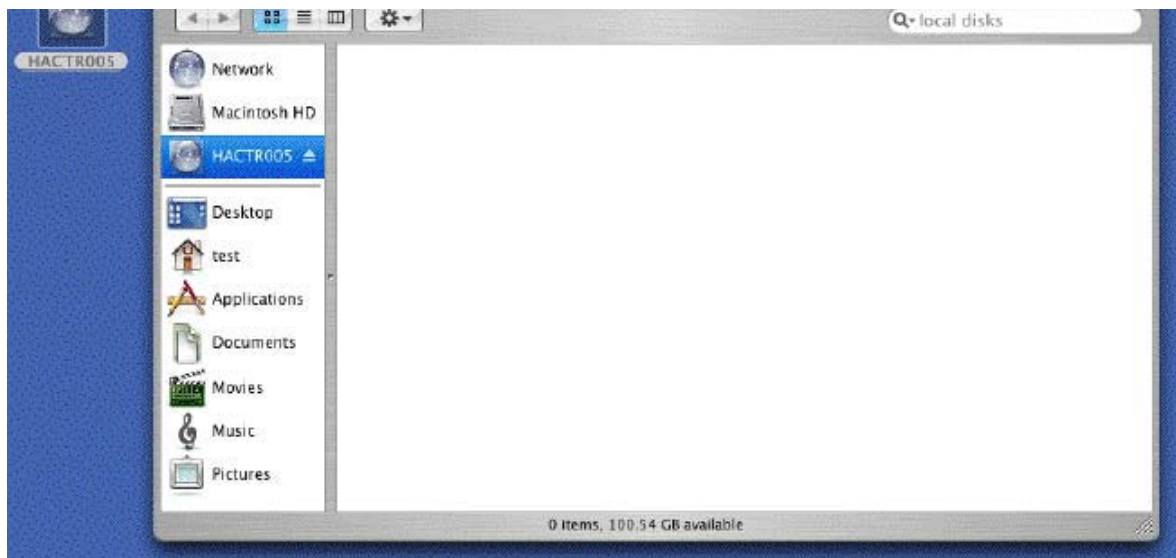 local disks
HACTR005
Network
Macintosh HD
HACTR005
Desktop
test
Applications
Documents
Movies
Music
Pictures
0 items, 100.54 GB available